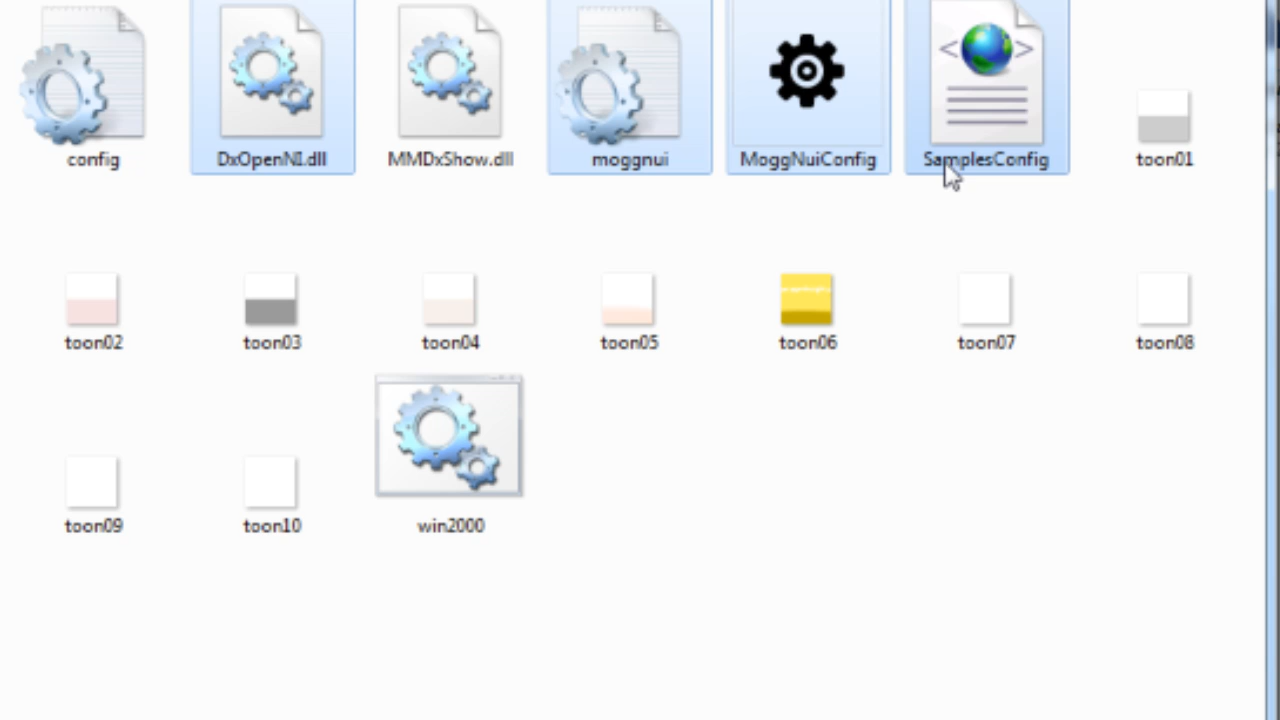 config DxOpenNI.dll MMDxShow.dll moggnui MoggNuiConfig SamplesConfig toon01
toon02 toon03 toon04 toon05 toon06 toon07 toon08
toon09 toon10 win2000